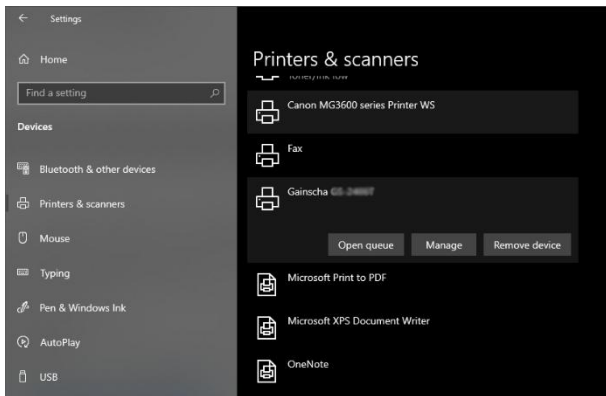 Settings
Home
Find a setting
Devices
Bluetooth & other devices
Printers & scanners
Mouse
Typing
Pen & Windows Ink
AutoPlay
USB
Printers & scanners
Canon MG3600 series Printer WS
Fax
Gainscha
Open queue Manage Remove device
Microsoft Print to PDF
Microsoft XPS Document Writer
OneNote